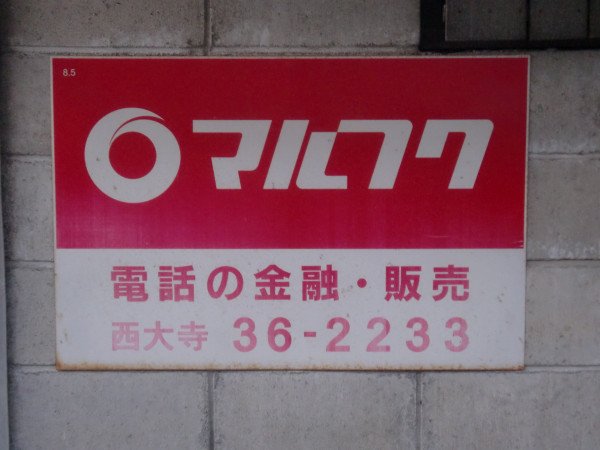 8.5
マルフク
電話の金融・販売
西大寺 36-2233